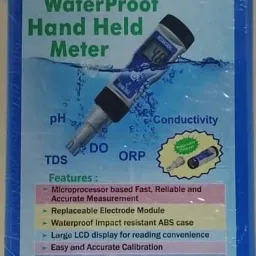 WaterProof
Hand Held
Meter
pH
Conductivity
DO
TDS
ORP
Features :
Microprocessor based Fast, Reliable and
Accurate Measurement
Replaceable Electrode Module
Waterproof Impact resistant ABS case
Large LCD display for reading convenience
Easy and Accurate Calibration